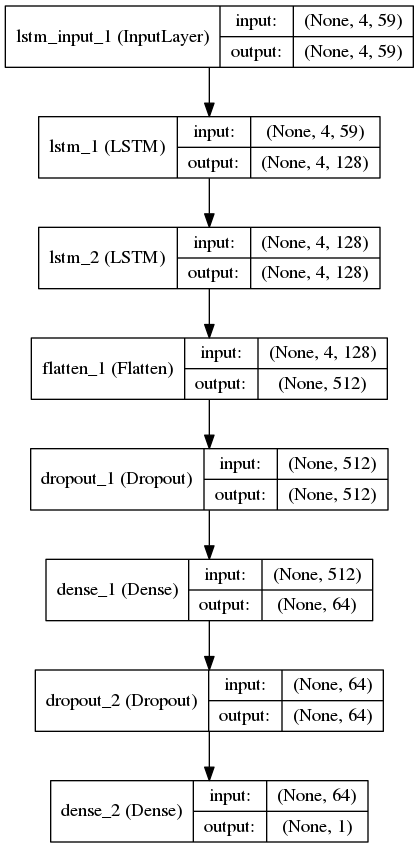 lstm_input_1 (InputLayer) input: (None, 4, 59)
output: (None, 4, 59)
lstm_1 (LSTM) input: (None, 4, 59)
output: (None, 4, 128)
lstm_2 (LSTM) input: (None, 4, 128)
output: (None, 4, 128)
flatten_1 (Flatten) input: (None, 4, 128)
output: (None, 512)
dropout_1 (Dropout) input: (None, 512)
output: (None, 512)
dense_1 (Dense) input: (None, 512)
output: (None, 64)
dropout_2 (Dropout) input: (None, 64)
output: (None, 64)
dense_2 (Dense) input: (None, 64)
output: (None, 1)